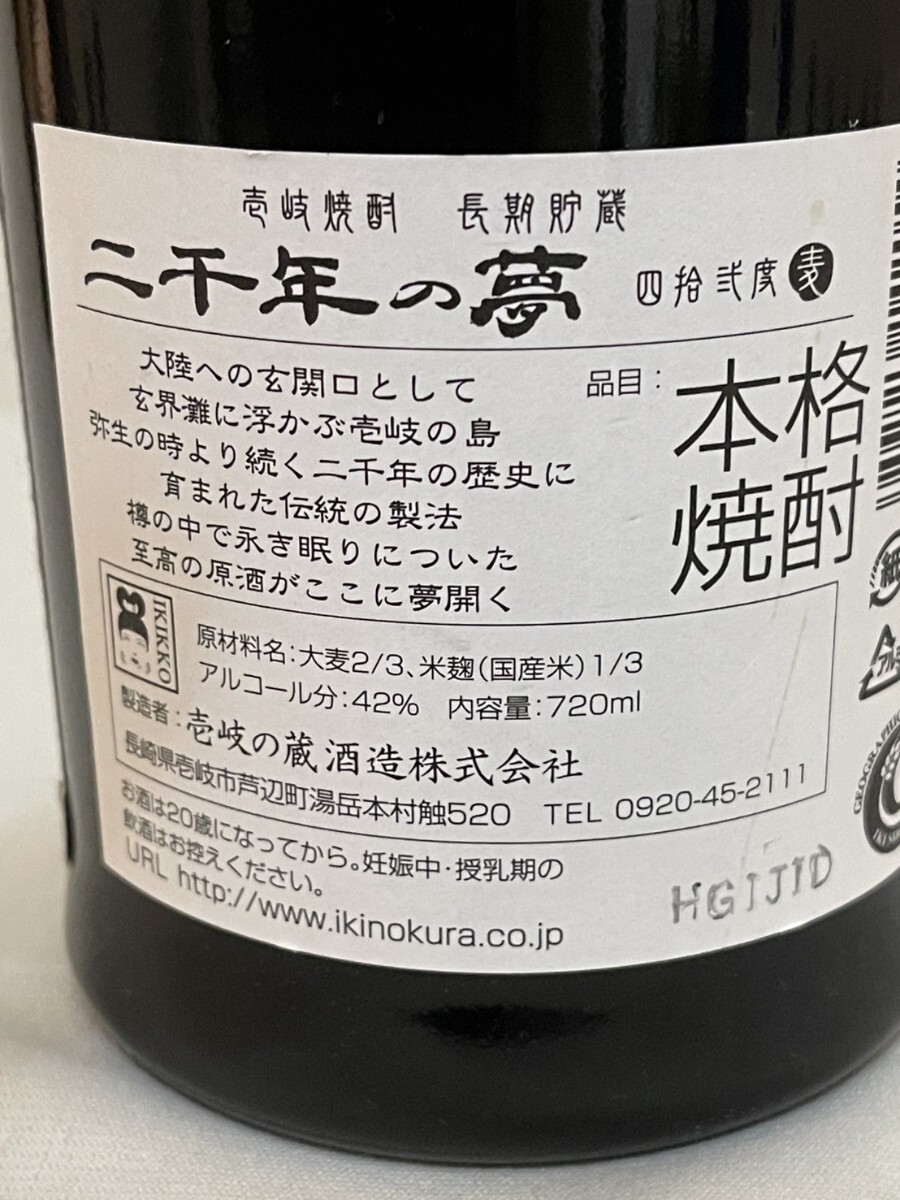 壱岐焼酎　長期貯蔵
二千年の夢 四拾弐度 麦
大陸への玄関口として
玄界灘に浮かぶ壱岐の島
弥生の時より続く二千年の歴史に
育まれた伝統の製法
樽の中で永き眠りについた
至高の原酒がここに夢開く
品目：
本格
焼酎
IKIKKO
原材料名：大麦2/3、米麹（国産米）1/3
アルコール分：42%　内容量：720ml
製造者：壱岐の蔵酒造株式会社
長崎県壱岐市芦辺町湯岳本村触520　TEL 0920-45-2111
お酒は20歳になってから。妊娠中・授乳期の
飲酒はお控えください。
URL http://www.ikinokura.co.jp
HG1J1D
紙